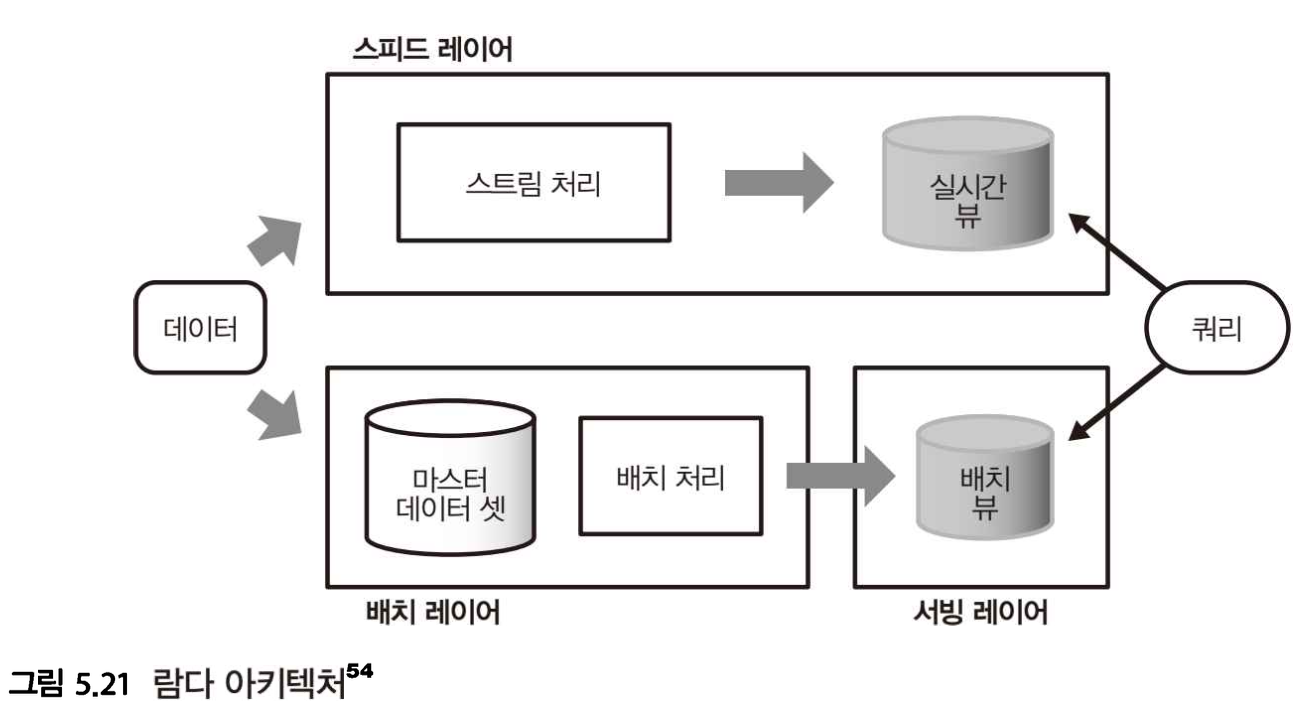 스피드 레이어
스트림 처리
실시간
뷰
데이터
쿼리
마스터
데이터 셋
배치 처리
배치
뷰
배치 레이어
서빙 레이어
그림 5.21 람다 아키텍처54